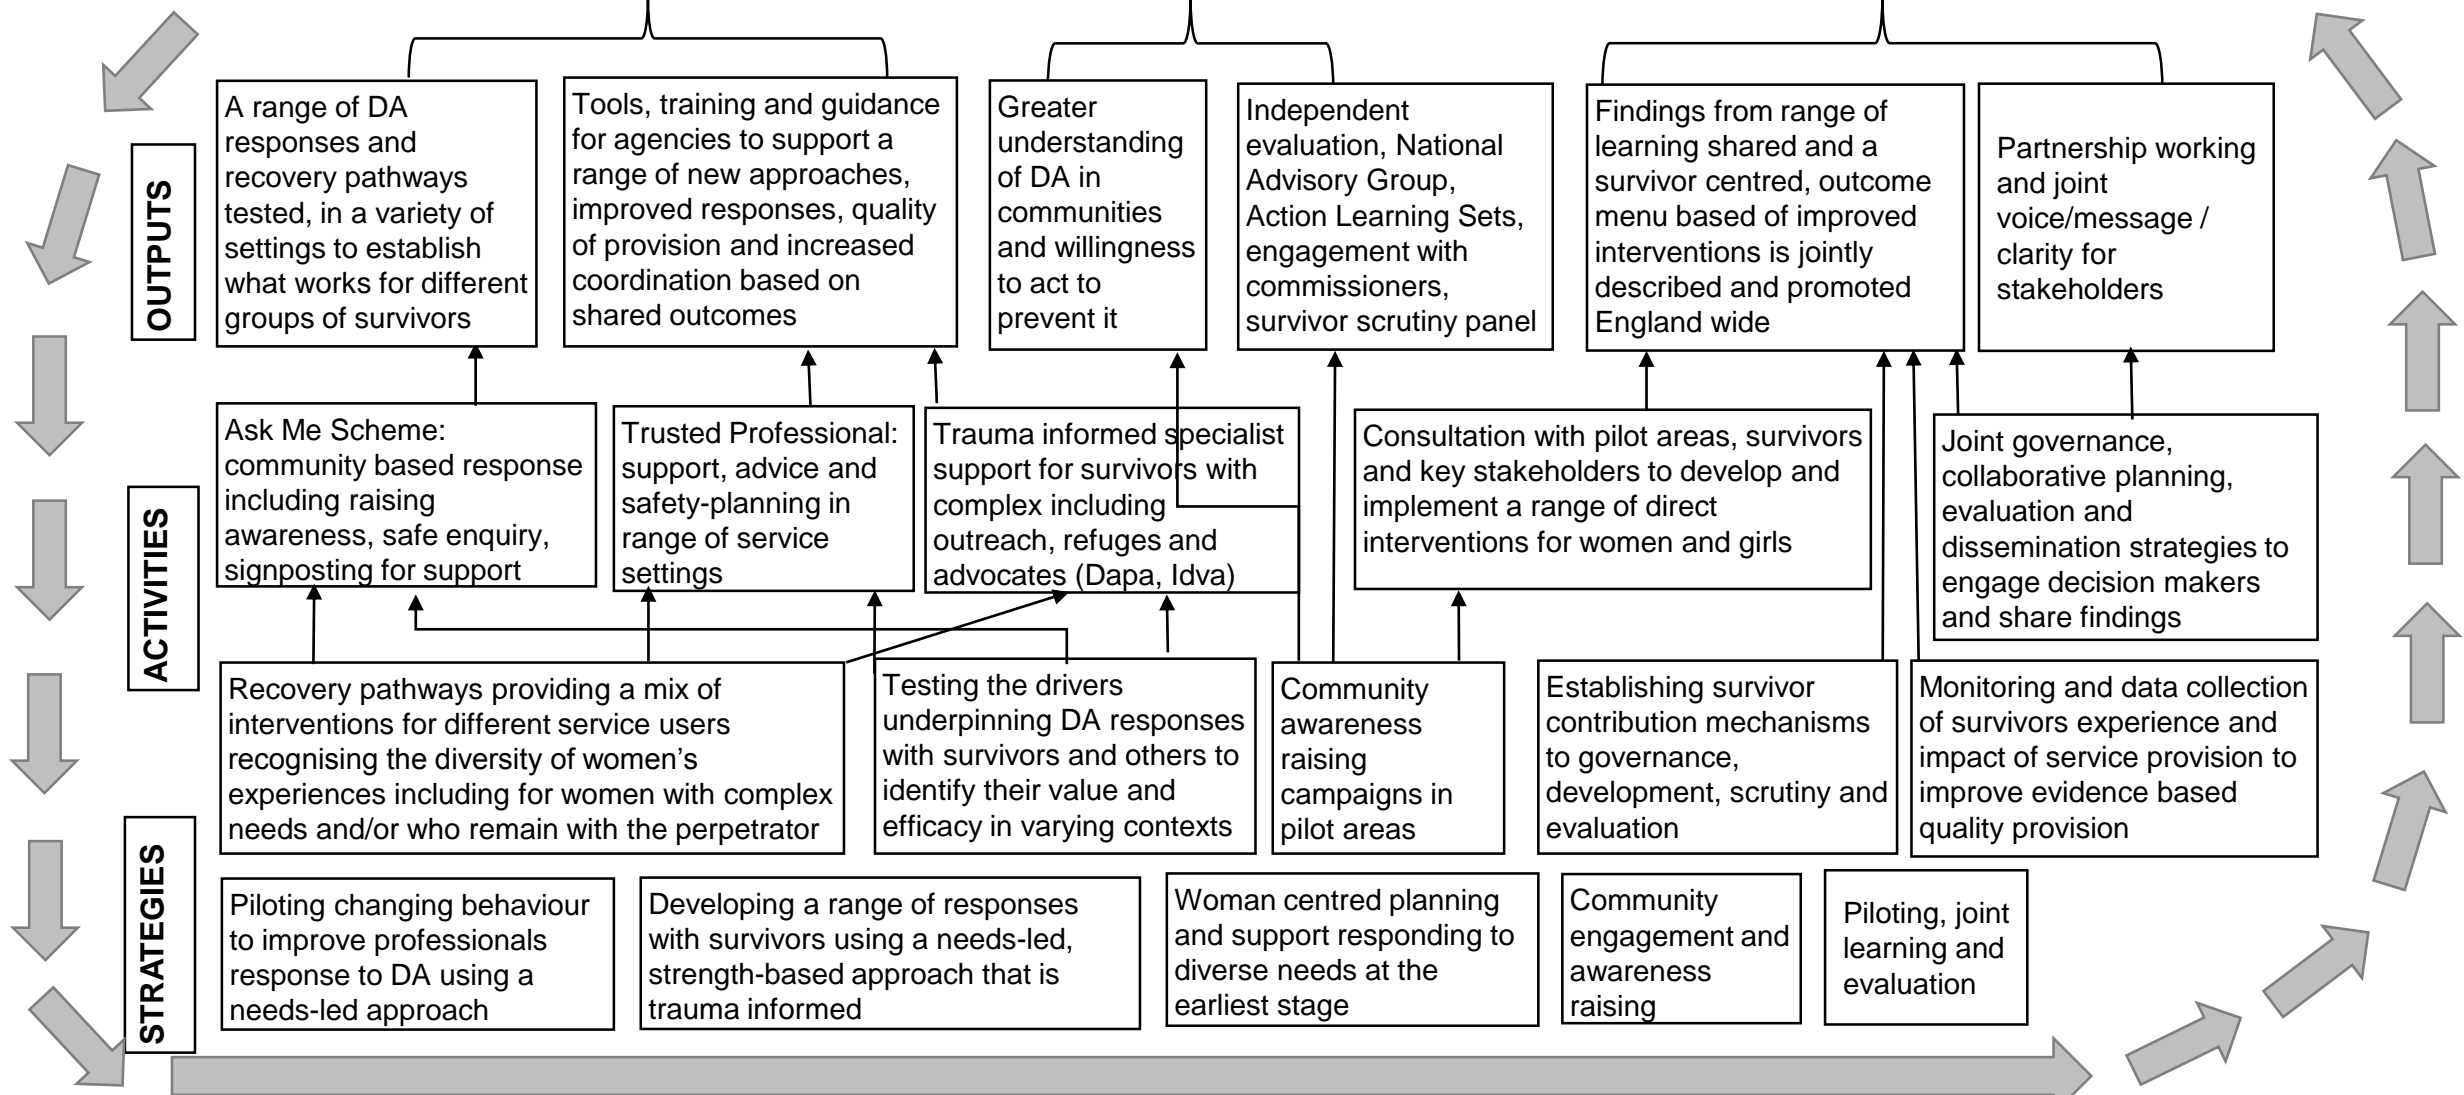 OUTPUTS
A range of DA
responses and
recovery pathways
tested, in a variety of
settings to establish
what works for different
groups of survivors
Tools, training and guidance
for agencies to support a
range of new approaches,
improved responses, quality
of provision and increased
coordination based on
shared outcomes
Greater
understanding
of DA in
communities
and willingness
to act to
prevent it
Independent
evaluation, National
Advisory Group,
Action Learning Sets,
engagement with
commissioners,
survivor scrutiny panel
Findings from range of
learning shared and a
survivor centred, outcome
menu based of improved
interventions is jointly
described and promoted
England wide
Partnership working
and joint
voice/message /
clarity for
stakeholders
ACTIVITIES
Ask Me Scheme:
community based response
including raising
awareness, safe enquiry,
signposting for support
Trusted Professional:
support, advice and
safety-planning in
range of service
settings
Trauma informed specialist
support for survivors with
complex including
outreach, refuges and
advocates (Dapa, Idva)
Consultation with pilot areas, survivors
and key stakeholders to develop and
implement a range of direct
interventions for women and girls
Joint governance,
collaborative planning,
evaluation and
dissemination strategies to
engage decision makers
and share findings
Recovery pathways providing a mix of
interventions for different service users
recognising the diversity of women’s
experiences including for women with complex
needs and/or who remain with the perpetrator
Testing the drivers
underpinning DA responses
with survivors and others to
identify their value and
efficacy in varying contexts
Community
awareness
raising
campaigns in
pilot areas
Establishing survivor
contribution mechanisms
to governance,
development, scrutiny and
evaluation
Monitoring and data collection
of survivors experience and
impact of service provision to
improve evidence based
quality provision
STRATEGIES
Piloting changing behaviour
to improve professionals
response to DA using a
needs-led approach
Developing a range of responses
with survivors using a needs-led,
strength-based approach that is
trauma informed
Woman centred planning
and support responding to
diverse needs at the
earliest stage
Community
engagement and
awareness
raising
Piloting, joint
learning and
evaluation